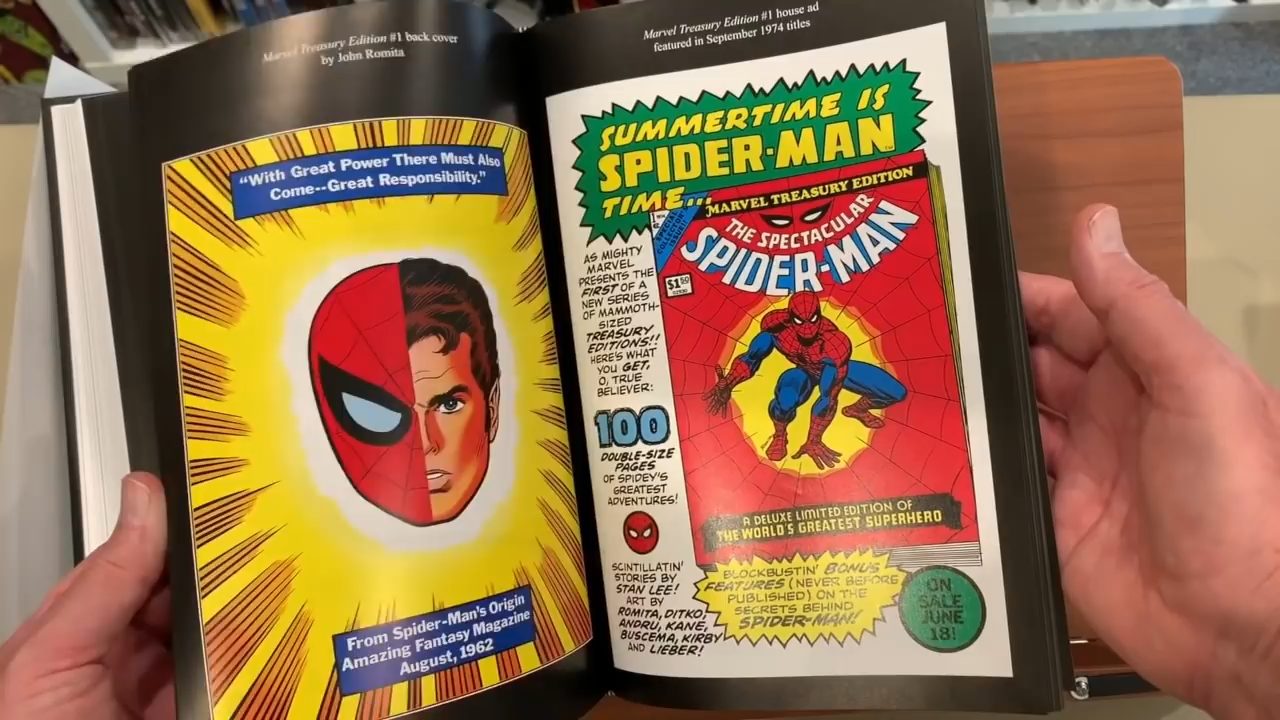 Marvel Treasury Edition #1 back cover
by John Romita
"With Great Power There Must Also
Come--Great Responsibility."
From Spider-Man's Origin
Amazing Fantasy Magazine
August, 1962
Marvel Treasury Edition #1 house ad
featured in September 1974 titles
SUMMERTIME IS
SPIDER-MAN
TIME...
AS MIGHTY
MARVEL
PRESENTS THE
FIRST OF A
NEW SERIES
OF MAMMOTH-
SIZED
TREASURY
EDITIONS!!
HERE'S WHAT
YOU GET,
O, TRUE
BELIEVER:
100
DOUBLE-SIZE
PAGES
OF SPIDEY'S
GREATEST
ADVENTURES!
SCINTILLATIN'
STORIES BY
STAN LEE!
ART BY
ROMITA, DITKO,
ANDRU, KANE,
BUSCEMA, KIRBY
AND LIEBER!
1
SPECIAL
COLLECTOR'S
ISSUE!
MARVEL TREASURY EDITION
THE SPECTACULAR
SPIDER-MAN
$1.50
A DELUXE LIMITED EDITION OF
THE WORLD'S GREATEST SUPERHERO
BLOCKBUSTIN' BONUS
FEATURES (NEVER BEFORE
PUBLISHED) ON THE
SECRETS BEHIND
SPIDER-MAN!
ON
SALE
JUNE
18!